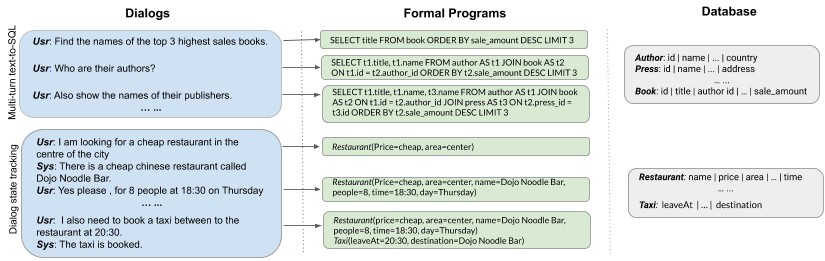 Dialogs
Formal Programs
Database
Multi-turn text-to-SQL
Usr: Find the names of the top 3 highest sales books.
Usr: Who are their authors?
Usr: Also show the names of their publishers.
... ...
SELECT title FROM book ORDER BY sale_amount DESC LIMIT 3
SELECT t1.title, t1.name FROM author AS t1 JOIN book AS t2
ON t1.id = t2.author_id ORDER BY t2.sale_amount DESC LIMIT 3
SELECT t1.title, t1.name, t3.name FROM author AS t1 JOIN book
AS t2 ON t1.id = t2.author_id JOIN press AS t3 ON t2.press_id =
t3.id ORDER BY t2.sale_amount DESC LIMIT 3
Author: id | name | ... | country
Press: id | name | ... | address
... ...
Book: id | title | author id | ... | sale_amount
Dialog state tracking
Usr: I am looking for a cheap restaurant in the
centre of the city
Sys: There is a cheap chinese restaurant called
Dojo Noodle Bar.
Usr: Yes please , for 8 people at 18:30 on Thursday
... ...
Usr: I also need to book a taxi between to the
restaurant at 20:30.
Sys: The taxi is booked.
Restaurant(Price=cheap, area=center)
Restaurant(price=cheap, area=center, name=Dojo Noodle Bar,
people=8, time=18:30, day=Thursday)
Restaurant(price=cheap, area=center, name=Dojo Noodle Bar,
people=8, time=18:30, day=Thursday)
Taxi(leaveAt=20:30, destination=Dojo Noodle Bar)
Restaurant: name | price | area | ... | time
... ...
Taxi: leaveAt | ... | destination